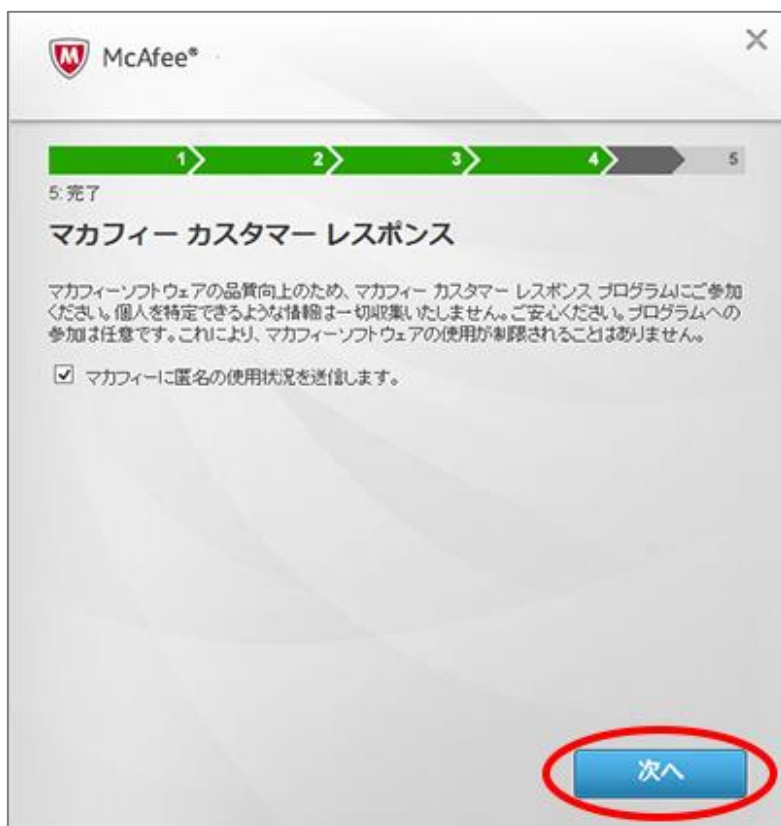 McAfee®
1 2 3 4 5
5: 完了
マカフィー カスタマー レスポンス
マカフィーソフトウェアの品質向上のため、マカフィー カスタマー レスポンス プログラムにご参加
ください。個人を特定できるような情報は一切収集いたしません。ご安心ください。プログラムへの
参加は任意です。これにより、マカフィーソフトウェアの使用が制限されることはありません。
マカフィーに匿名の使用状況を送信します。
次へ